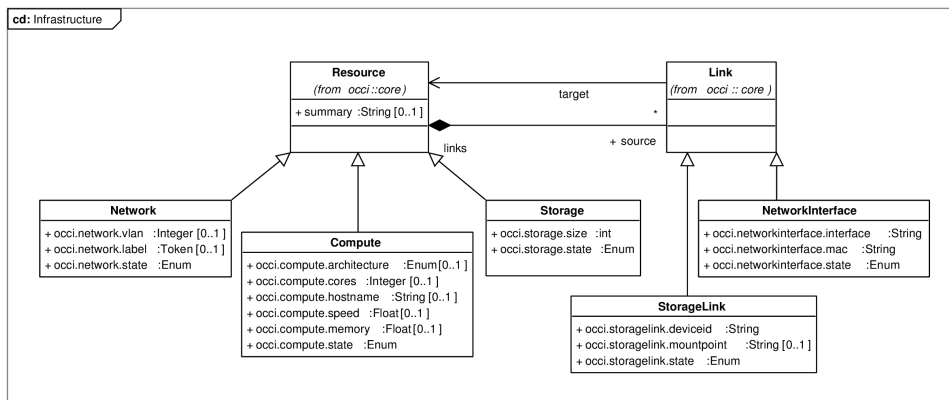 cd: Infrastructure
Resource
(from occi::core)
+ summary :String [0..1 ]
Link
(from occi :: core )
target
*
+ source
links
Network
+ occi.network.vlan :Integer [0..1 ]
+ occi.network.label :Token [0..1 ]
+ occi.network.state :Enum
Compute
+ occi.compute.architecture :Enum[0..1 ]
+ occi.compute.cores :Integer [0..1 ]
+ occi.compute.hostname :String [0..1 ]
+ occi.compute.speed :Float[0..1 ]
+ occi.compute.memory :Float[0..1 ]
+ occi.compute.state :Enum
Storage
+ occi.storage.size :int
+ occi.storage.state :Enum
NetworkInterface
+ occi.networkinterface.interface :String
+ occi.networkinterface.mac :String
+ occi.networkinterface.state :Enum
StorageLink
+ occi.storagelink.deviceid :String
+ occi.storagelink.mountpoint :String [0..1 ]
+ occi.storagelink.state :Enum